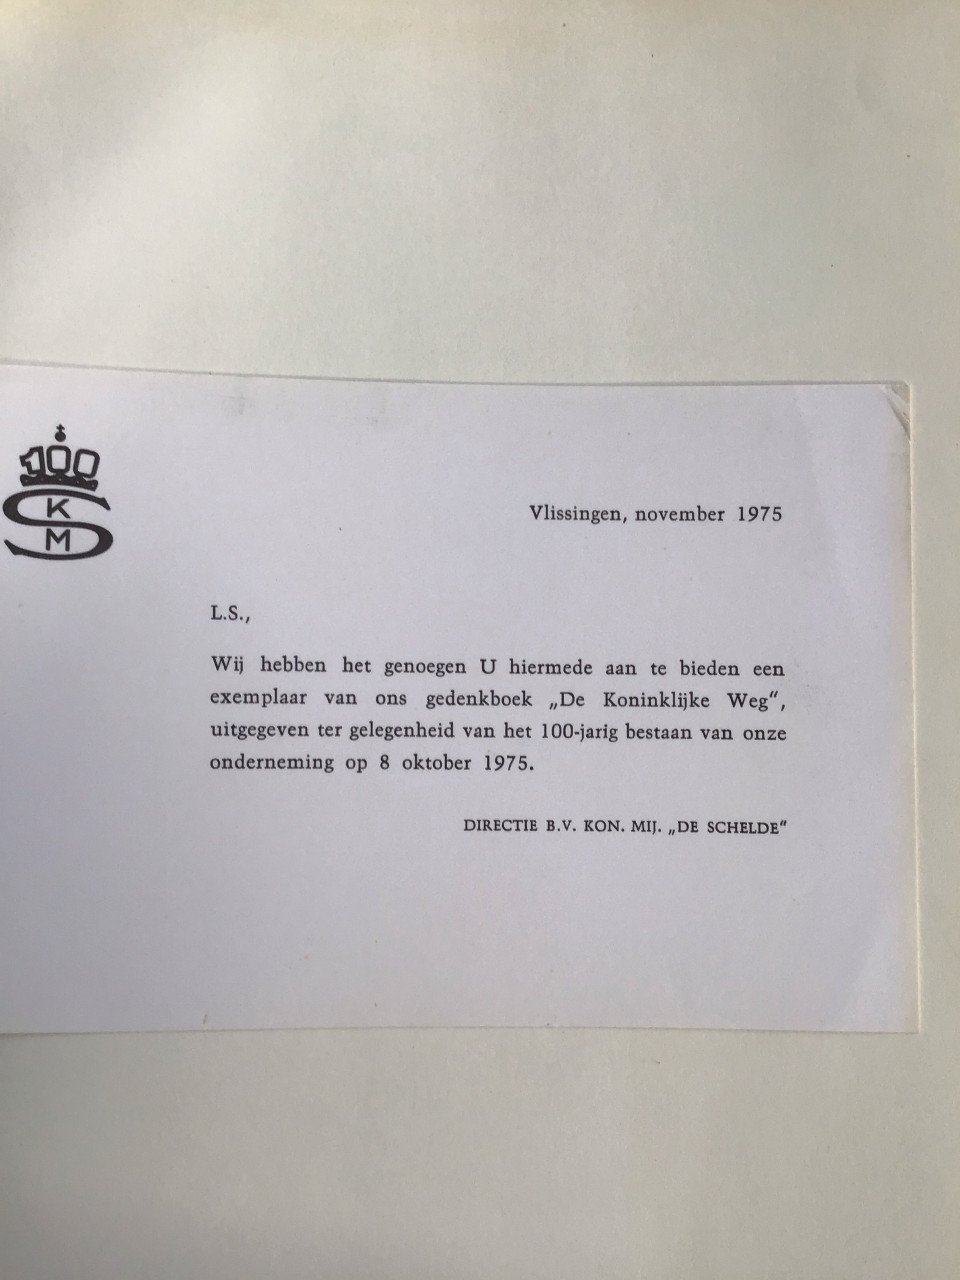 100
K
S
M
Vlissingen, november 1975
L.S.,
Wij hebben het genoegen U hiermede aan te bieden een
exemplaar van ons gedenkboek „De Koninklijke Weg“,
uitgegeven ter gelegenheid van het 100-jarig bestaan van onze
onderneming op 8 oktober 1975.
DIRECTIE B.V. KON. MIJ. „DE SCHELDE“